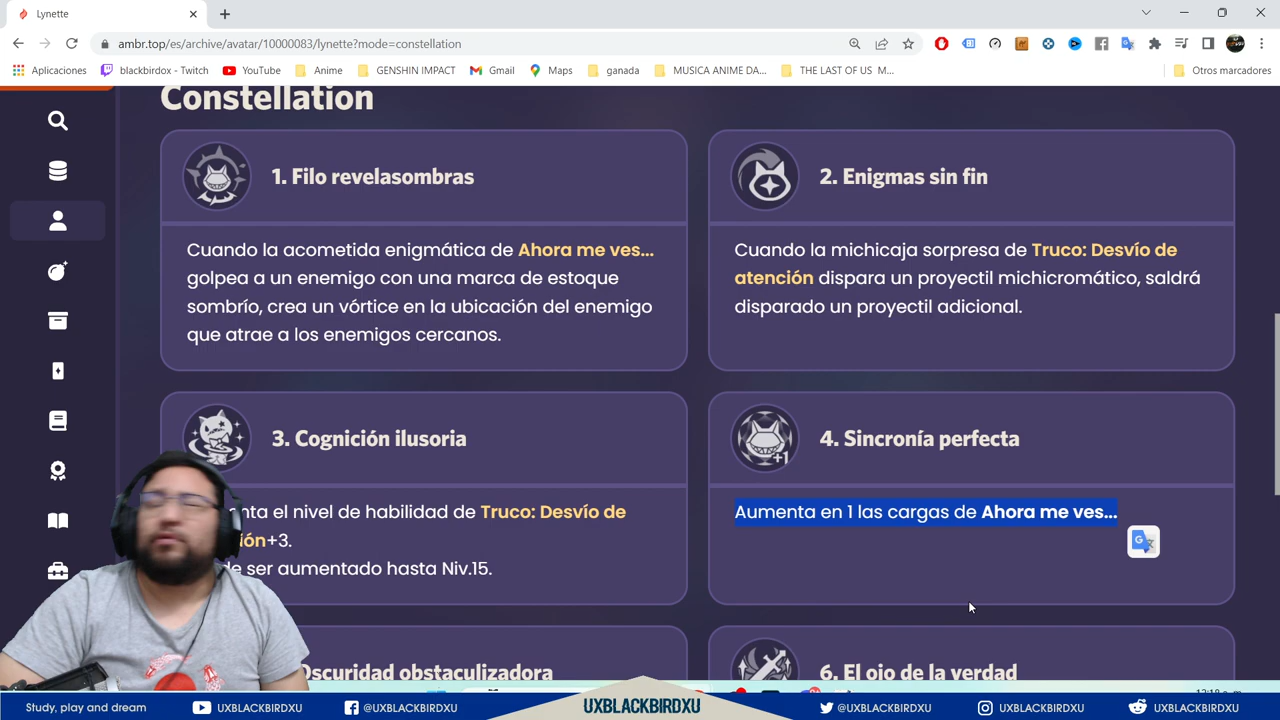 Lynette
ambr.top/es/archive/avatar/10000083/lynette?mode=constellation
Aplicaciones
blackbirdox - Twitch
YouTube
Anime
GENSHIN IMPACT
Gmail
Maps
ganada
MUSICA ANIME DA...
THE LAST OF US M...
Otros marcadores
Constellation
1. Filo revelasombras
Cuando la acometida enigmática de Ahora me ves...
golpea a un enemigo con una marca de estoque
sombrío, crea un vórtice en la ubicación del enemigo
que atrae a los enemigos cercanos.
2. Enigmas sin fin
Cuando la michicaja sorpresa de Truco: Desvío de
atención dispara un proyectil michicromático, saldrá
disparado un proyectil adicional.
3. Cognición ilusoria
nta el nivel de habilidad de Truco: Desvío de
ión+3.
de ser aumentado hasta Niv.15.
4. Sincronía perfecta
+1
Aumenta en 1 las cargas de Ahora me ves...
Oscuridad obstaculizadora
6. El ojo de la verdad
Study, play and dream
UXBLACKBIRDXU
@UXBLACKBIRDXU
UXBLACKBIRDXU
@UXBLACKBIRDXU
UXBLACKBIRDXU
UXBLACKBIRDXU